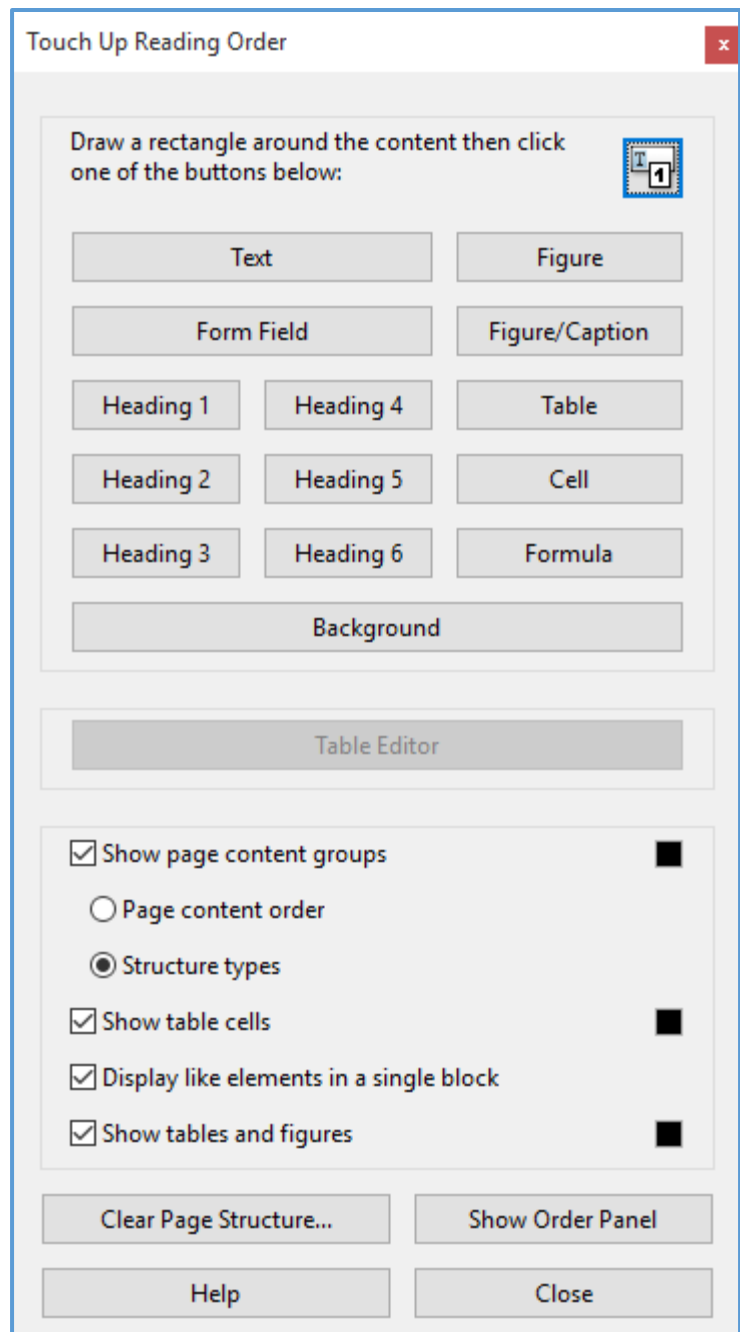 Touch Up Reading Order
x
Draw a rectangle around the content then click
one of the buttons below:
T
1
Text
Figure
Form Field
Figure/Caption
Heading 1
Heading 4
Table
Heading 2
Heading 5
Cell
Heading 3
Heading 6
Formula
Background
Table Editor
Show page content groups
Page content order
Structure types
Show table cells
Display like elements in a single block
Show tables and figures
Clear Page Structure...
Show Order Panel
Help
Close